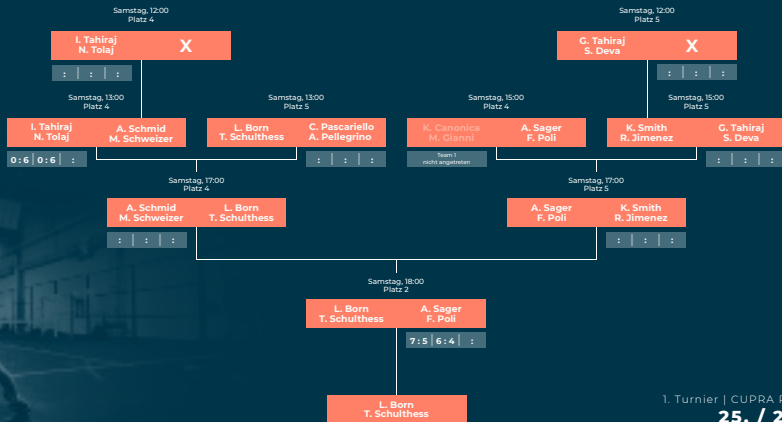 Samstag, 12:00
Platz 4
I. Tahiraj
N. Tolaj
X
: | : | :
Samstag, 12:00
Platz 5
G. Tahiraj
S. Deva
X
: | : | :
Samstag, 13:00
Platz 4
I. Tahiraj
N. Tolaj
A. Schmid
M. Schweizer
0:6 | 0:6 | :
Samstag, 13:00
Platz 5
L. Born
T. Schulthess
C. Pascariello
A. Pellegrino
: | : | :
Samstag, 15:00
Platz 4
K. Canonica
M. Gianni
A. Sager
F. Poli
Team 1
nicht angetreten
Samstag, 15:00
Platz 5
K. Smith
R. Jimenez
G. Tahiraj
S. Deva
: | : | :
Samstag, 17:00
Platz 4
A. Schmid
M. Schweizer
L. Born
T. Schulthess
: | : | :
Samstag, 17:00
Platz 5
A. Sager
F. Poli
K. Smith
R. Jimenez
: | : | :
Samstag, 18:00
Platz 2
L. Born
T. Schulthess
A. Sager
F. Poli
7:5 | 6:4 | :
L. Born
T. Schulthess
1. Turnier | CUPRA
25. / 2